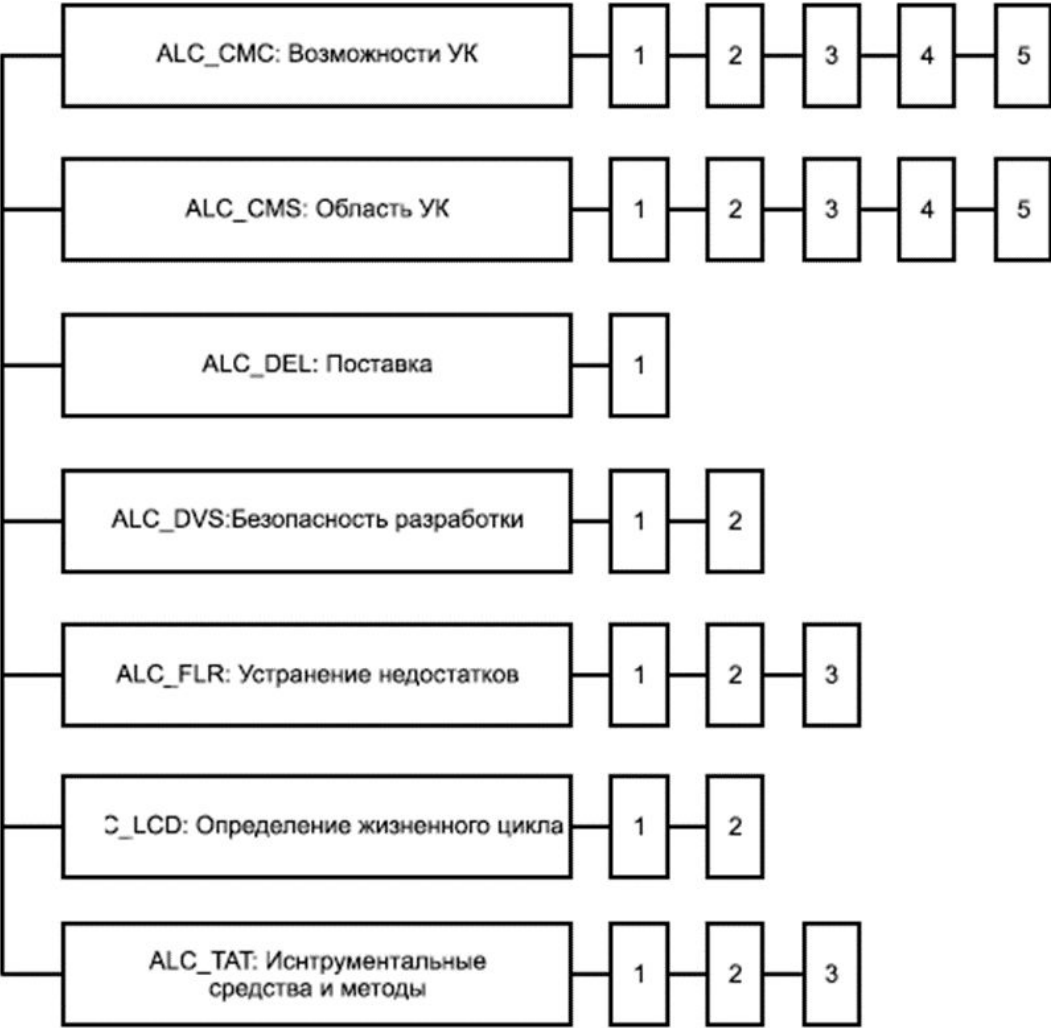 ALC_CMC: Возможности УК 1 2 3 4 5
ALC_CMS: Область УК 1 2 3 4 5
ALC_DEL: Поставка 1
ALC_DVS:Безопасность разработки 1 2
ALC_FLR: Устранение недостатков 1 2 3
C_LCD: Определение жизненного цикла 1 2
ALC_TAT: Иснтрументальные
средства и методы 1 2 3